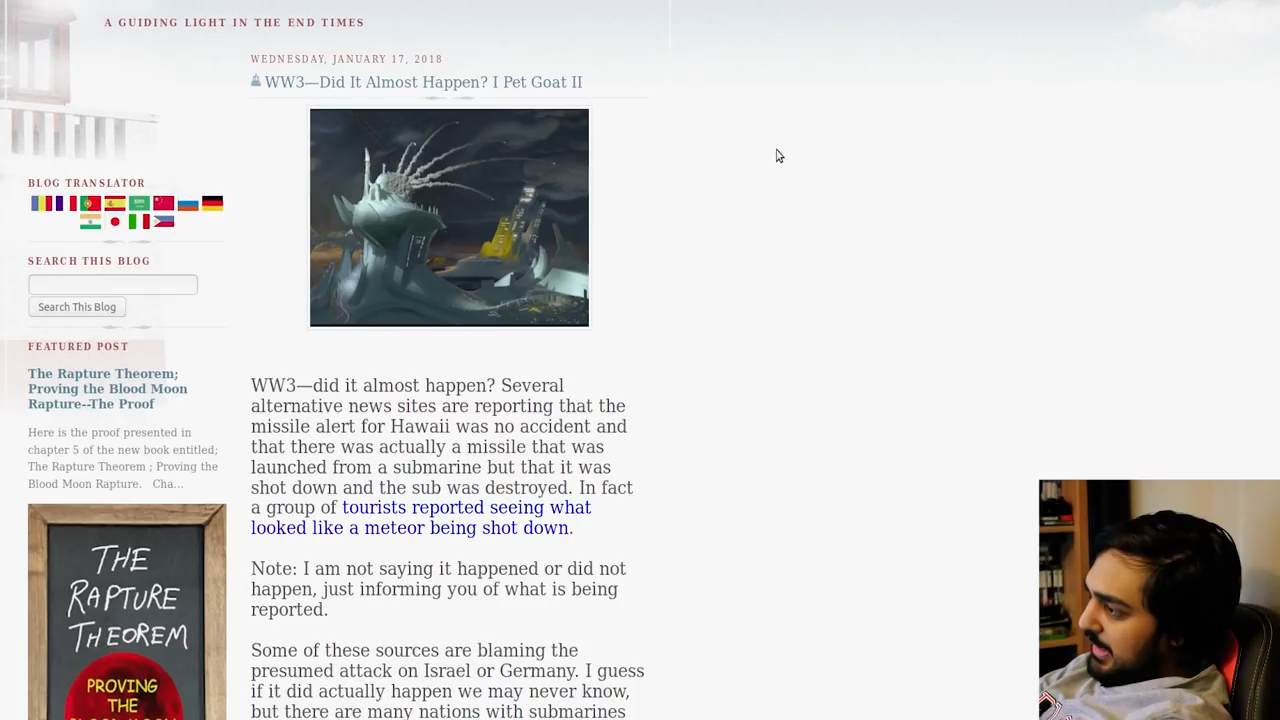 A GUIDING LIGHT IN THE END TIMES
WEDNESDAY, JANUARY 17, 2018
WW3—Did It Almost Happen? I Pet Goat II
BLOG TRANSLATOR
SEARCH THIS BLOG
Search This Blog
FEATURED POST
The Rapture Theorem;
Proving the Blood Moon
Rapture--The Proof
Here is the proof presented in
chapter 5 of the new book entitled;
The Rapture Theorem ; Proving the
Blood Moon Rapture.   Cha...
THE
RAPTURE
THEOREM
PROVING
THE
BLOOD MOON
WW3—did it almost happen? Several
alternative news sites are reporting that the
missile alert for Hawaii was no accident and
that there was actually a missile that was
launched from a submarine but that it was
shot down and the sub was destroyed. In fact
a group of tourists reported seeing what
looked like a meteor being shot down.
Note: I am not saying it happened or did not
happen, just informing you of what is being
reported.
Some of these sources are blaming the
presumed attack on Israel or Germany. I guess
if it did actually happen we may never know,
but there are many nations with submarines